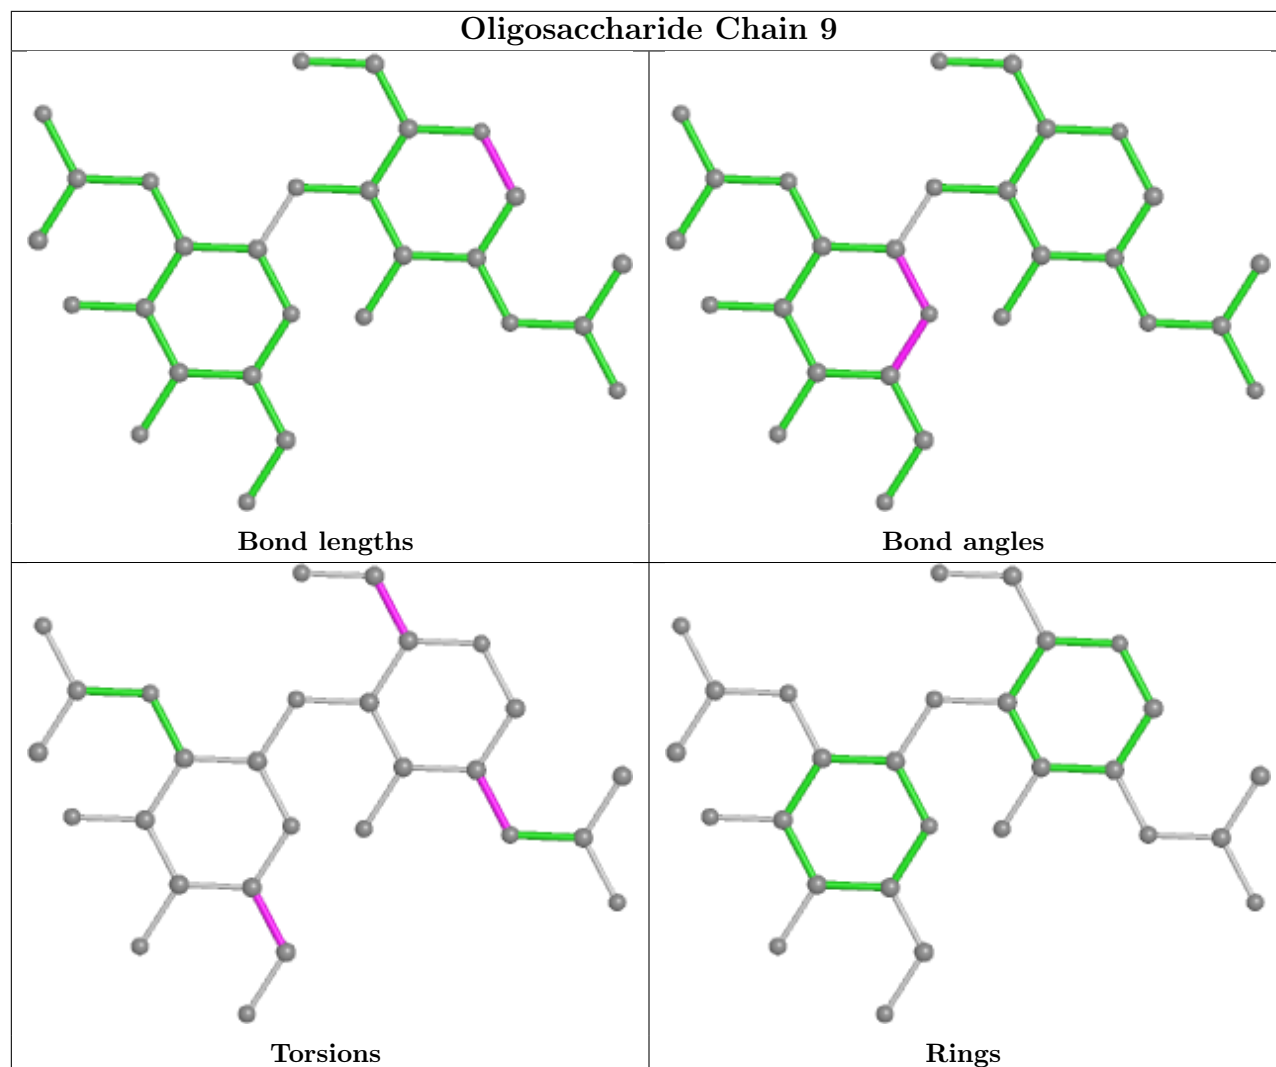 Oligosaccharide Chain 9
Bond lengths
Bond angles
Torsions
Rings